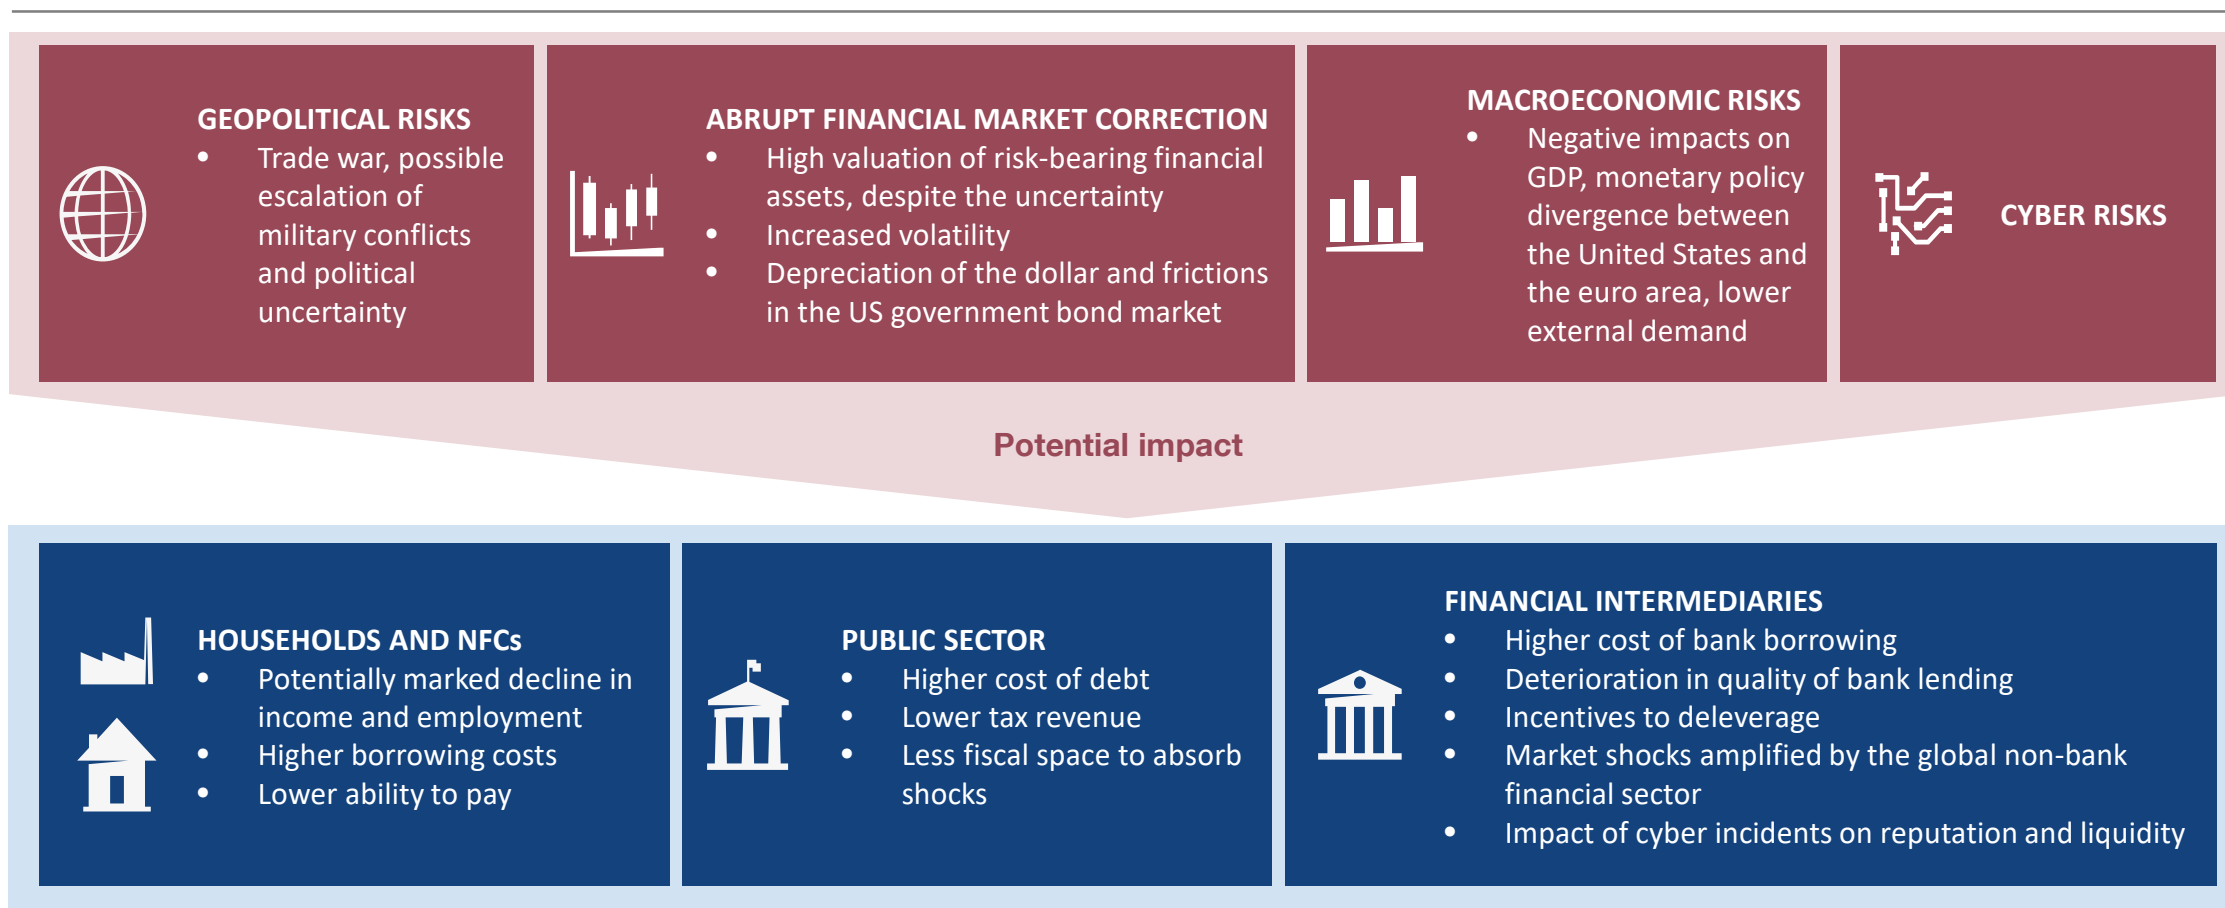 GEOPOLITICAL RISKS
• Trade war, possible
escalation of
military conflicts
and political
uncertainty
ABRUPT FINANCIAL MARKET CORRECTION
• High valuation of risk-bearing financial
assets, despite the uncertainty
• Increased volatility
• Depreciation of the dollar and frictions
in the US government bond market
MACROECONOMIC RISKS
• Negative impacts on
GDP, monetary policy
divergence between
the United States and
the euro area, lower
external demand
CYBER RISKS
Potential impact
HOUSEHOLDS AND NFCs
• Potentially marked decline in
income and employment
• Higher borrowing costs
• Lower ability to pay
PUBLIC SECTOR
• Higher cost of debt
• Lower tax revenue
• Less fiscal space to absorb
shocks
FINANCIAL INTERMEDIARIES
• Higher cost of bank borrowing
• Deterioration in quality of bank lending
• Incentives to deleverage
• Market shocks amplified by the global non-bank
financial sector
• Impact of cyber incidents on reputation and liquidity